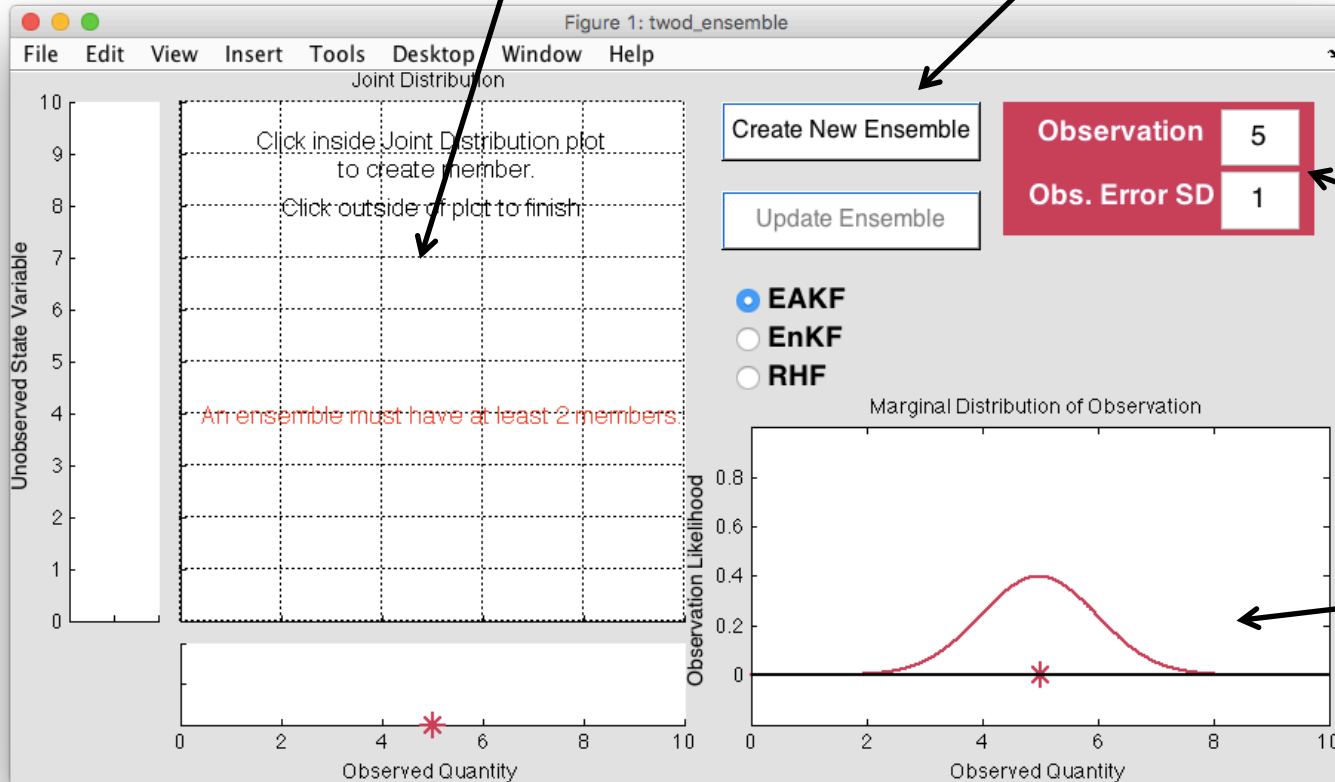 Figure 1: twod_ensemble
File Edit View Insert Tools Desktop Window Help
Joint Distribution
10
9
8
7
6
5
4
3
2
1
0
Unobserved State Variable
Click inside Joint Distribution plot
to create member.
Click outside of plot to finish
An ensemble must have at least 2 members.
0 2 4 6 8 10
Observed Quantity
Create New Ensemble
Update Ensemble
Observation 5
Obs. Error SD 1
EAKF
EnKF
RHF
Marginal Distribution of Observation
Observation Likelihood
0.8
0.6
0.4
0.2
0
0 2 4 6 8 10
Observed Quantity